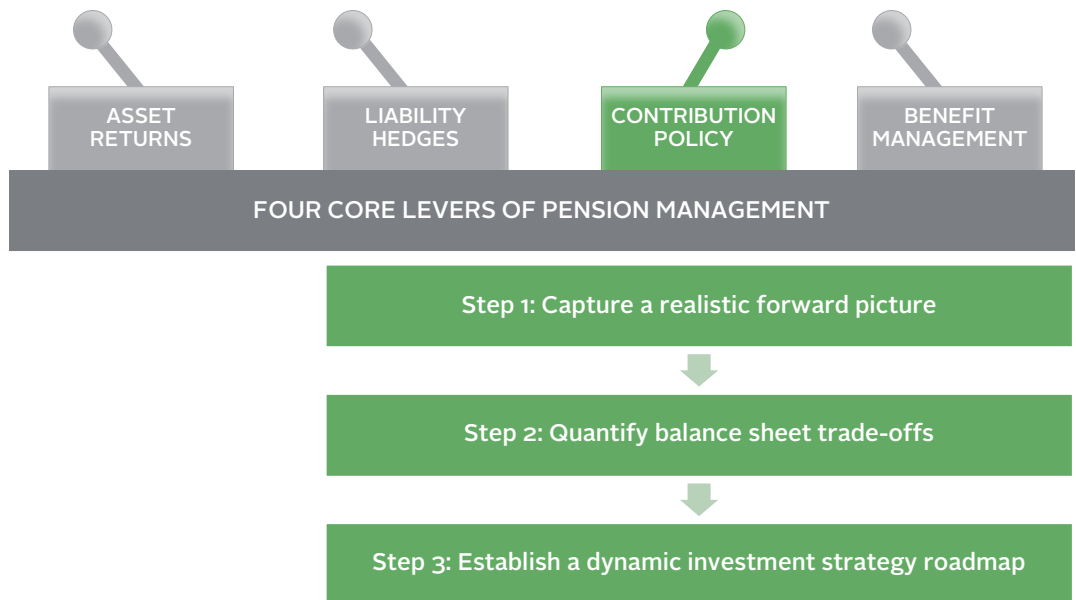 ASSET
RETURNS
LIABILITY
HEDGES
CONTRIBUTION
POLICY
BENEFIT
MANAGEMENT
FOUR CORE LEVERS OF PENSION MANAGEMENT
Step 1: Capture a realistic forward picture
Step 2: Quantify balance sheet trade-offs
Step 3: Establish a dynamic investment strategy roadmap